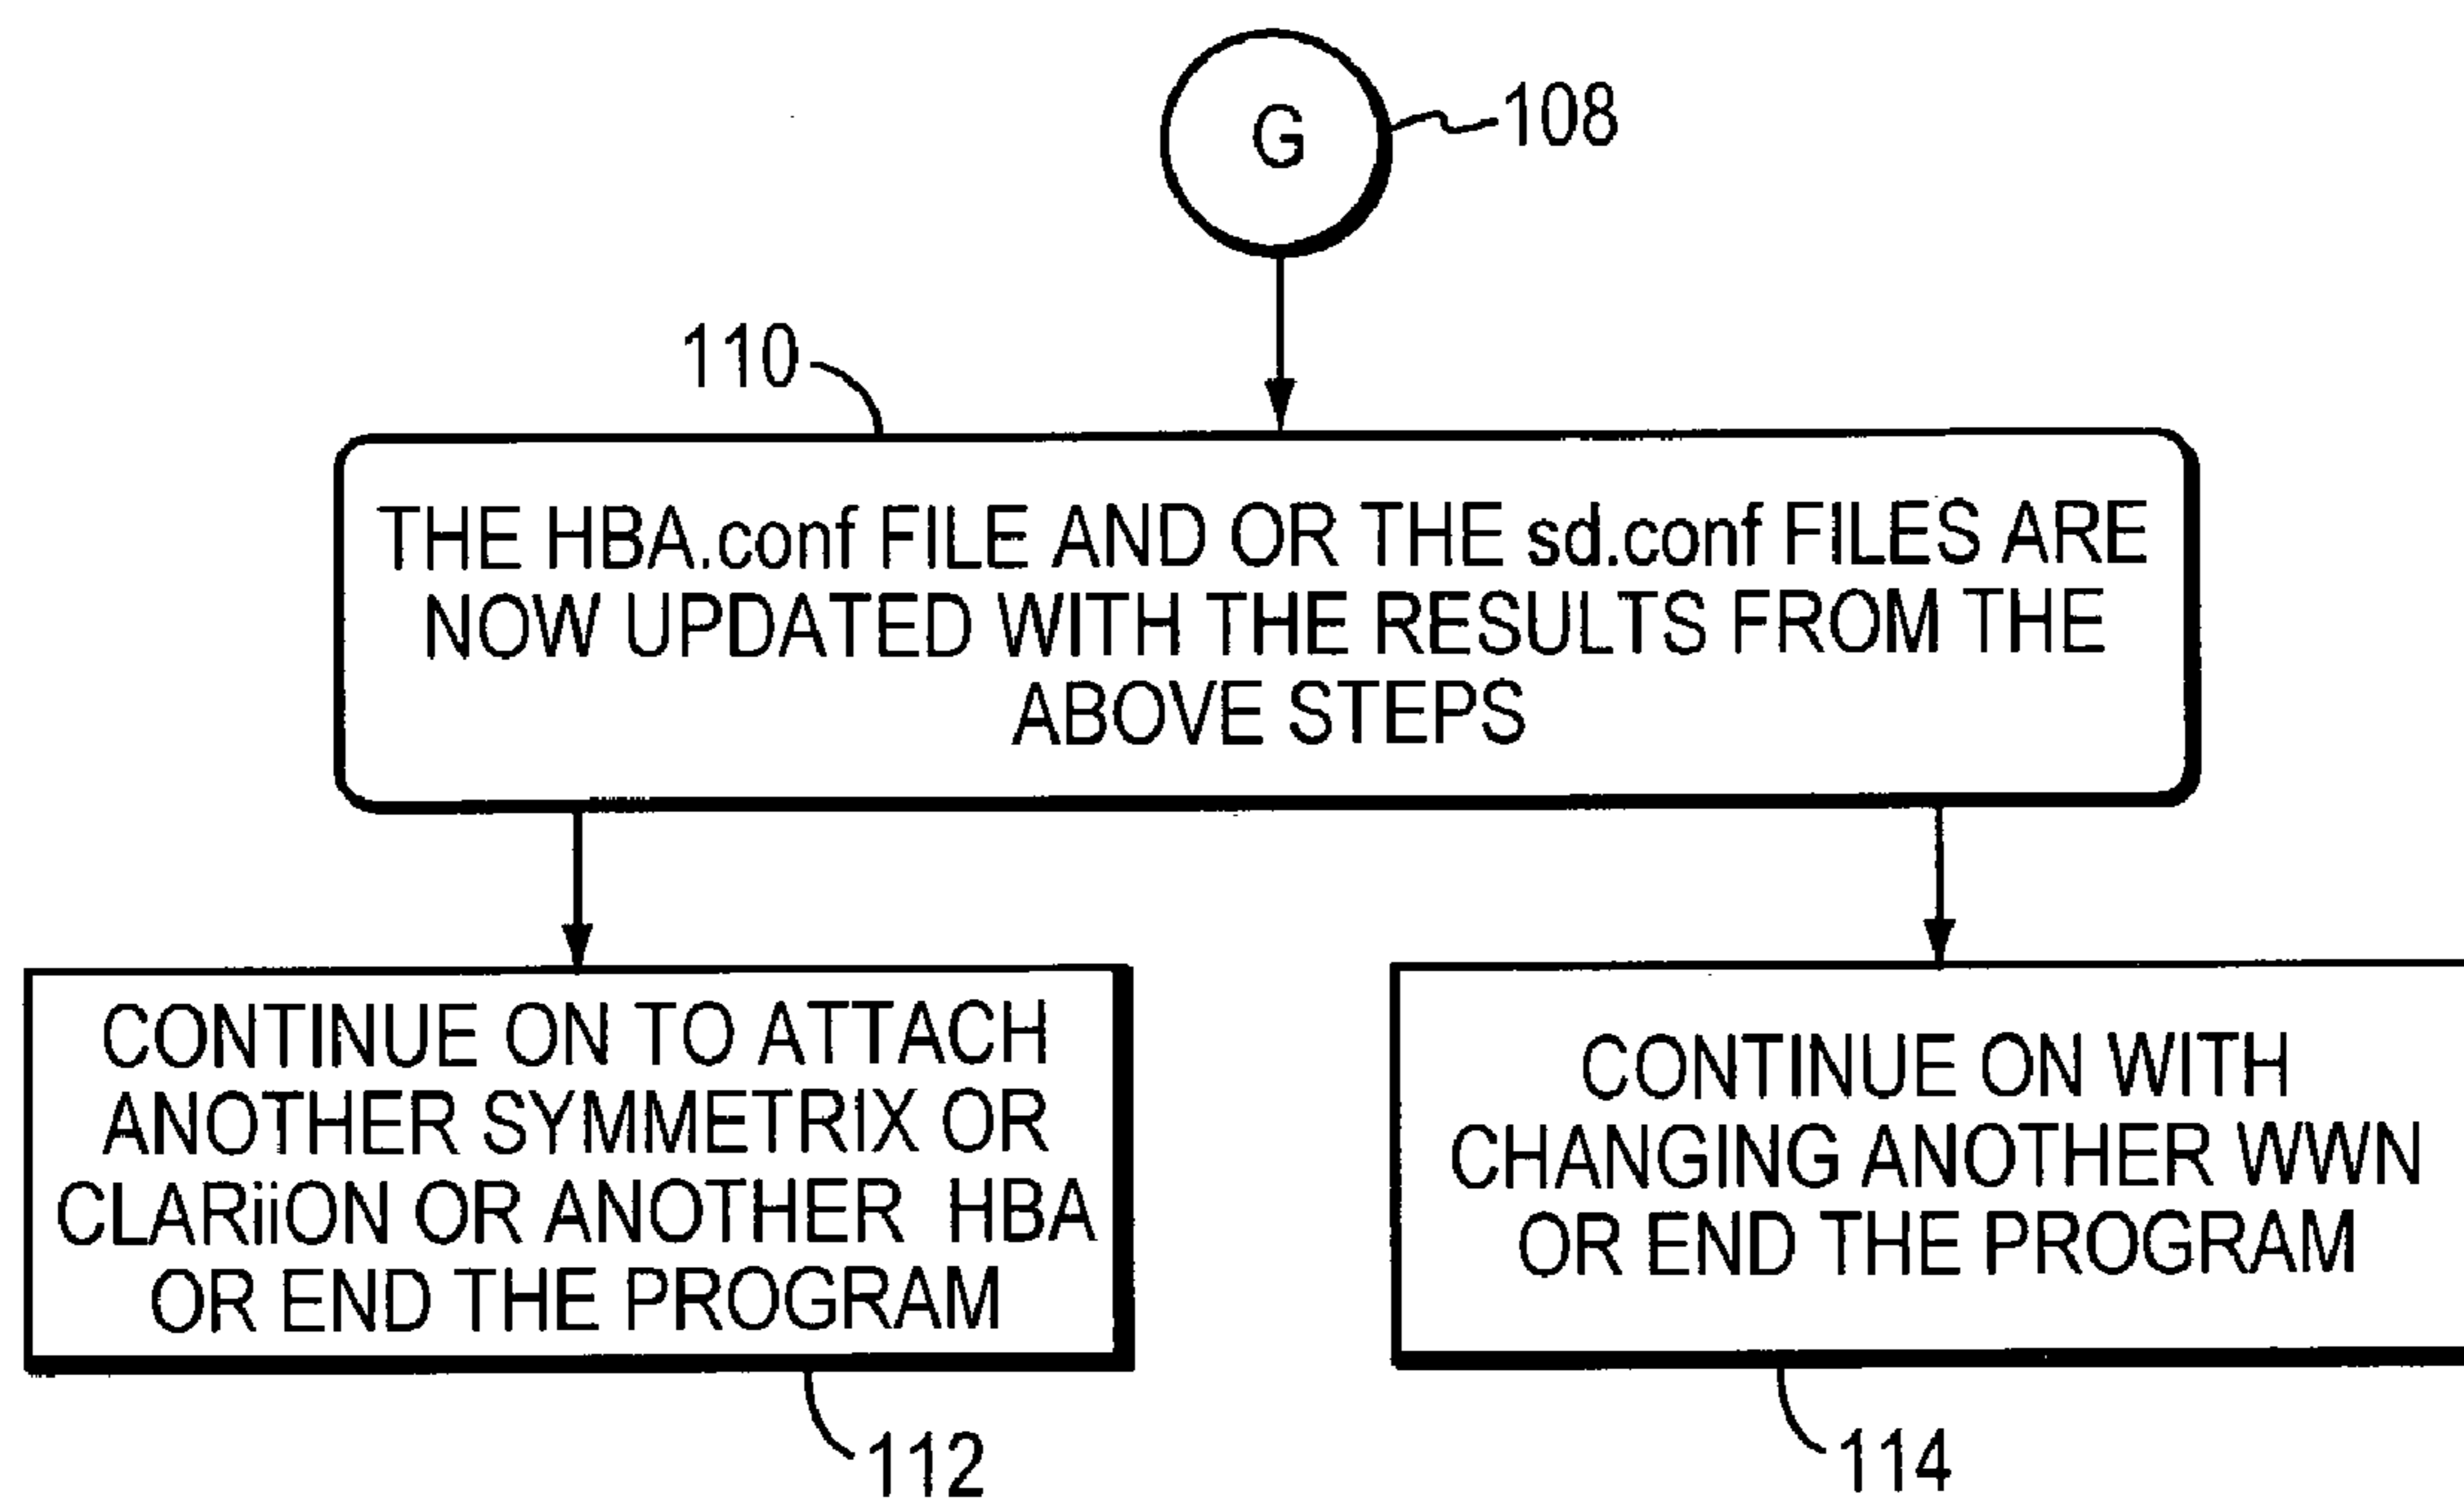 G
108
110
THE HBA.conf FILE AND OR THE sd.conf FILES ARE
NOW UPDATED WITH THE RESULTS FROM THE
ABOVE STEPS
CONTINUE ON TO ATTACH
ANOTHER SYMMETRIX OR
CLARiiON OR ANOTHER HBA
OR END THE PROGRAM
112
CONTINUE ON WITH
CHANGING ANOTHER WWN
OR END THE PROGRAM
114